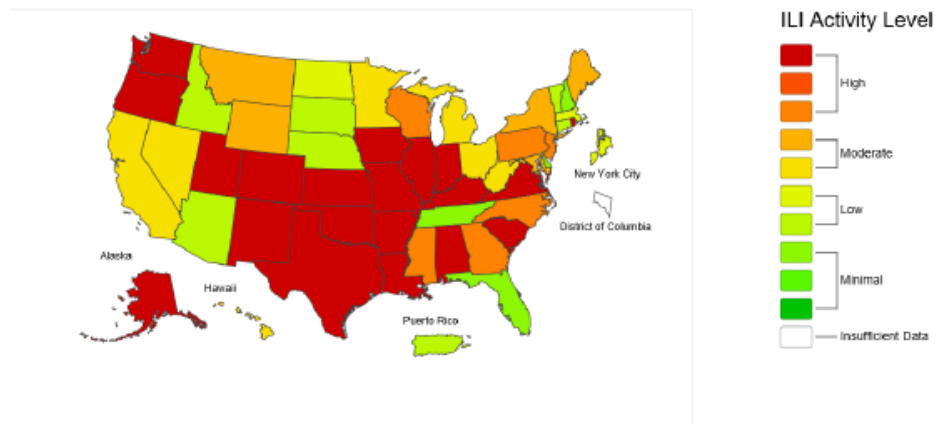 ILI Activity Level
High
Moderate
New York City
Low
District of Columbia
Alaska
Minimal
Hawaii
Puerto Rico
Insufficient Data